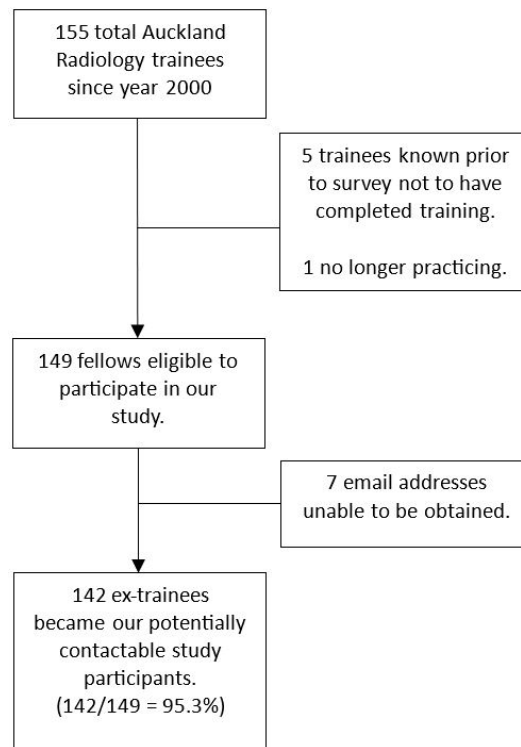 155 total Auckland
Radiology trainees
since year 2000
5 trainees known prior
to survey not to have
completed training.
1 no longer practicing.
149 fellows eligible to
participate in our
study.
7 email addresses
unable to be obtained.
142 ex-trainees
became our potentially
contactable study
participants.
(142/149 = 95.3%)